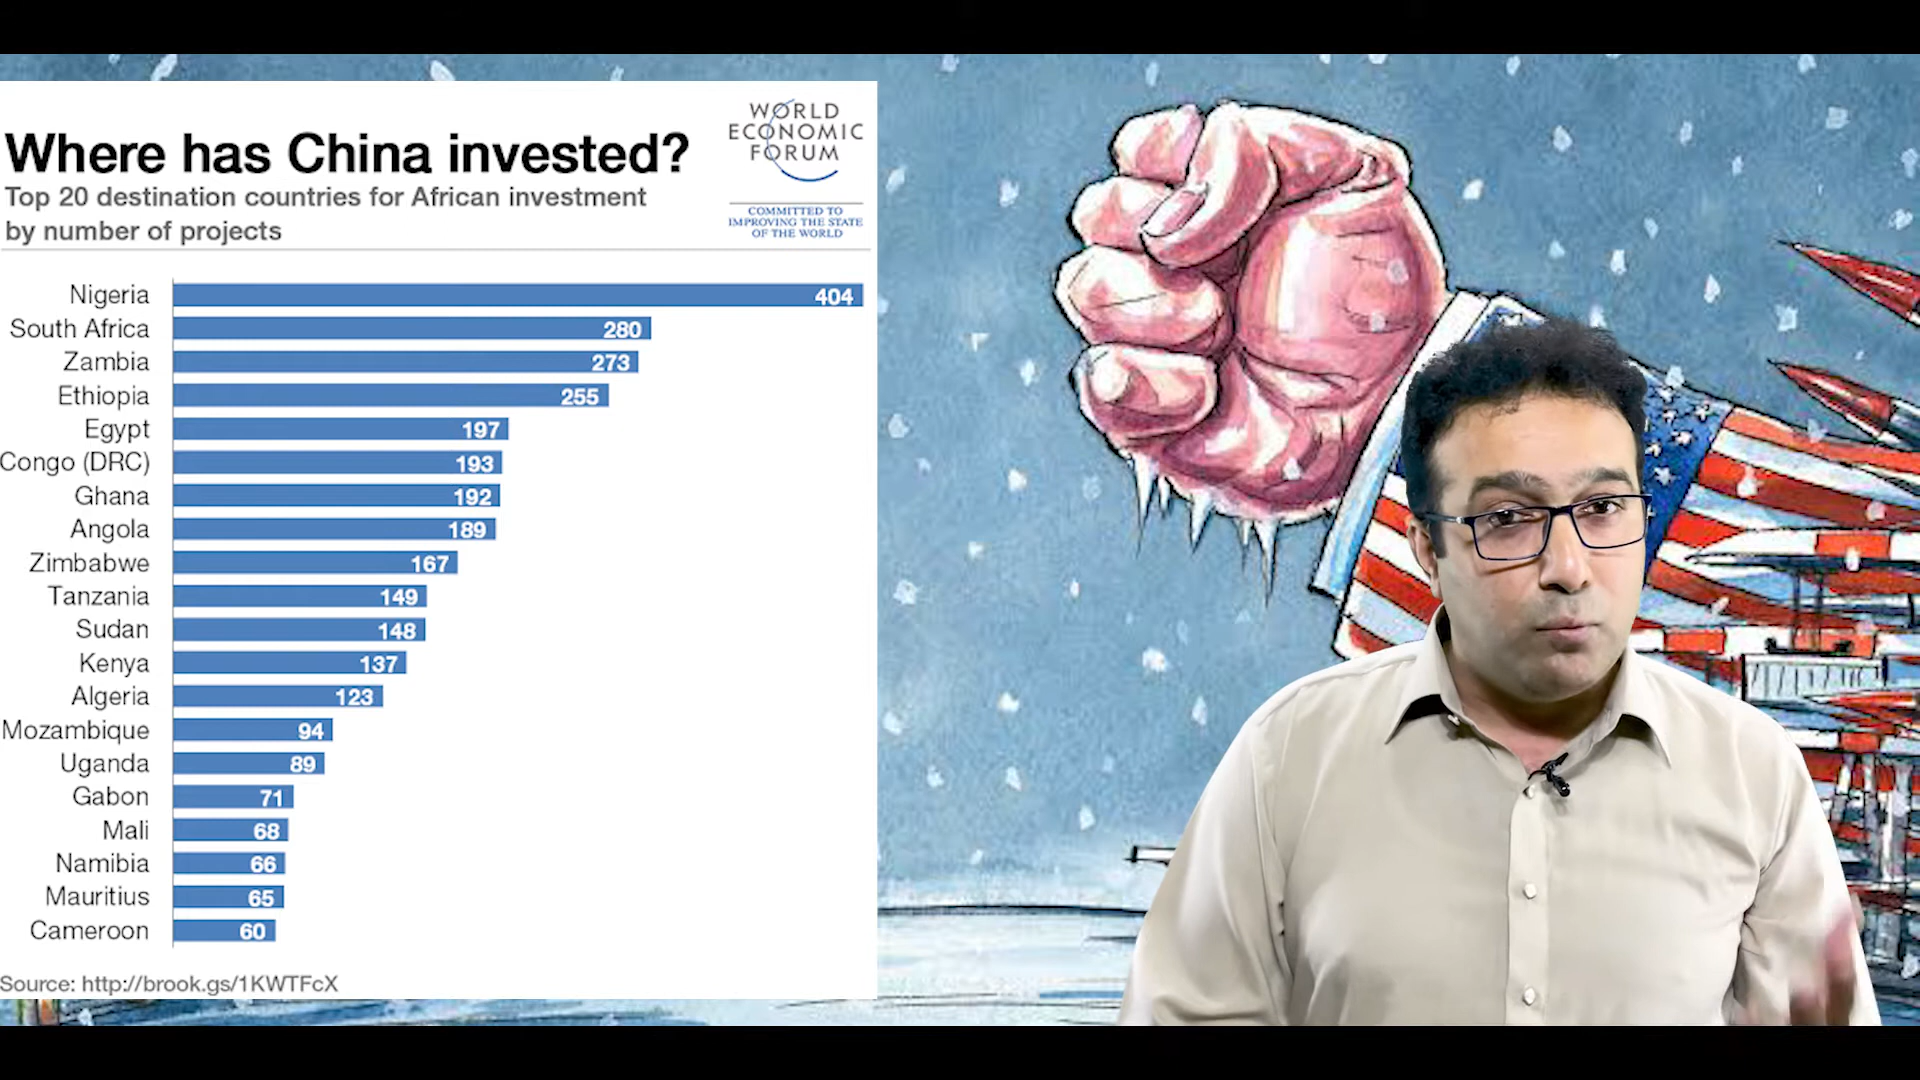 Where has China invested?
Top 20 destination countries for African investment
by number of projects
WORLD
ECONOMIC
FORUM
COMMITTED TO
IMPROVING THE STATE
OF THE WORLD
Nigeria 404
South Africa 280
Zambia 273
Ethiopia 255
Egypt 197
Congo (DRC) 193
Ghana 192
Angola 189
Zimbabwe 167
Tanzania 149
Sudan 148
Kenya 137
Algeria 123
Mozambique 94
Uganda 89
Gabon 71
Mali 68
Namibia 66
Mauritius 65
Cameroon 60
Source: http://brook.gs/1KWTFcX